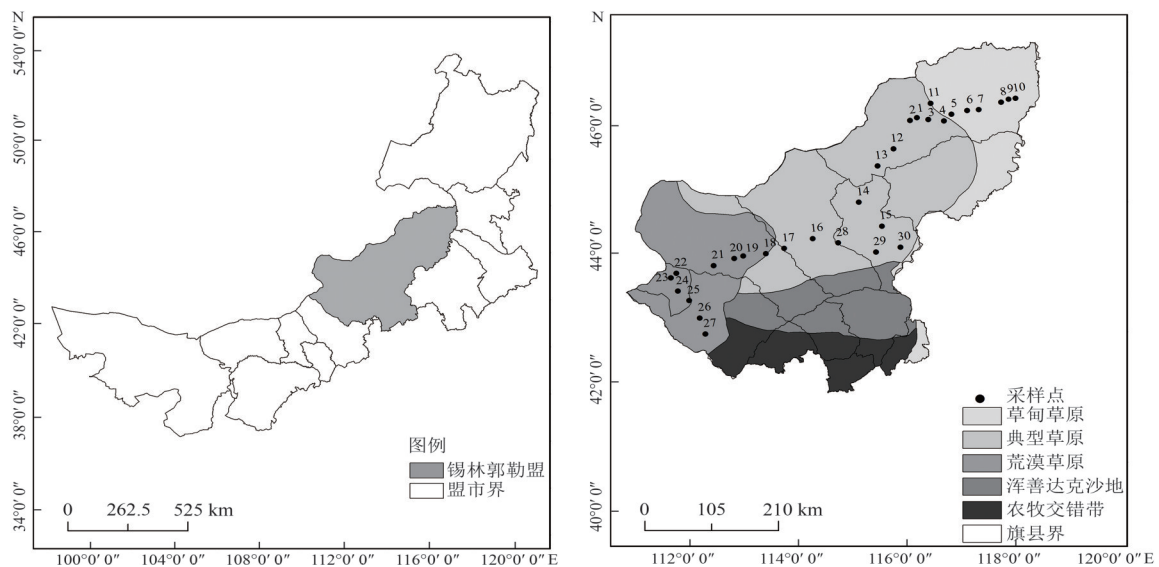 N
54°0′0″
50°0′0″
46°0′0″
42°0′0″
38°0′0″
34°0′0″
100°0′0″ 104°0′0″ 108°0′0″ 112°0′0″ 116°0′0″ 120°0′0″ E
图例
锡林郭勒盟
盟市界
0 262.5 525 km
N
46°0′0″
44°0′0″
42°0′0″
40°0′0″
112°0′0″ 114°0′0″ 116°0′0″ 118°0′0″ 120°0′0″ E
11
21 3 4 5 6 7 8 9 10
12
13
14
15
16
17
18
19
20
21
22
23
24
25
26
27
28
29
30
采样点
草甸草原
典型草原
荒漠草原
浑善达克沙地
农牧交错带
旗县界
0 105 210 km